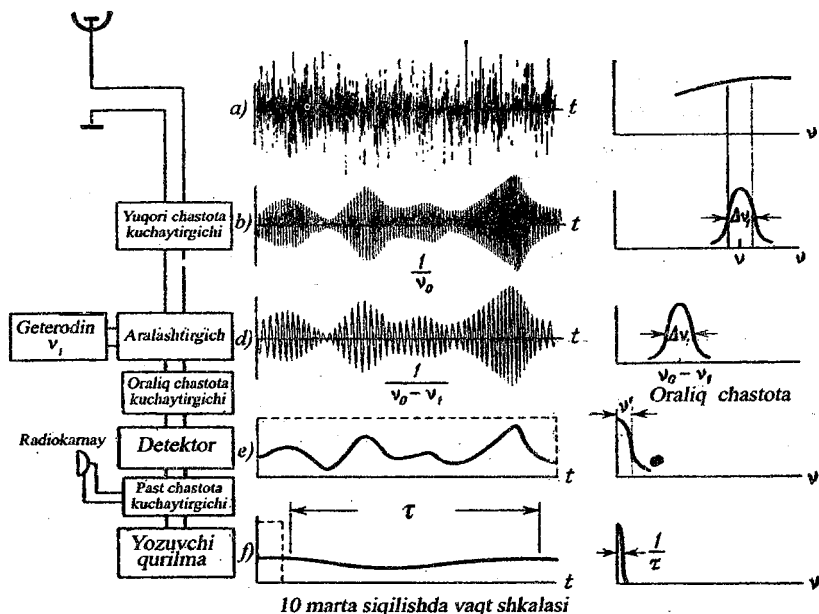 a)
t
ν
Yuqori chastota
kuchaytirgichi
b)
t
1
ν₀
Δν
ν
ν
Geterodin
ν₁
Aralashtirgich
d)
t
1
ν₀ – ν₁
Δν
ν₀ – ν₁
Oraliq chastota
Oraliq chastota
kuchaytirgichi
Radiokarnay
Detektor
e)
t
ν
Past chastota
kuchaytirgichi
Yozuvchi
qurilma
f)
τ
t
1
τ
ν
10 marta siqilishda vaqt shkalasi